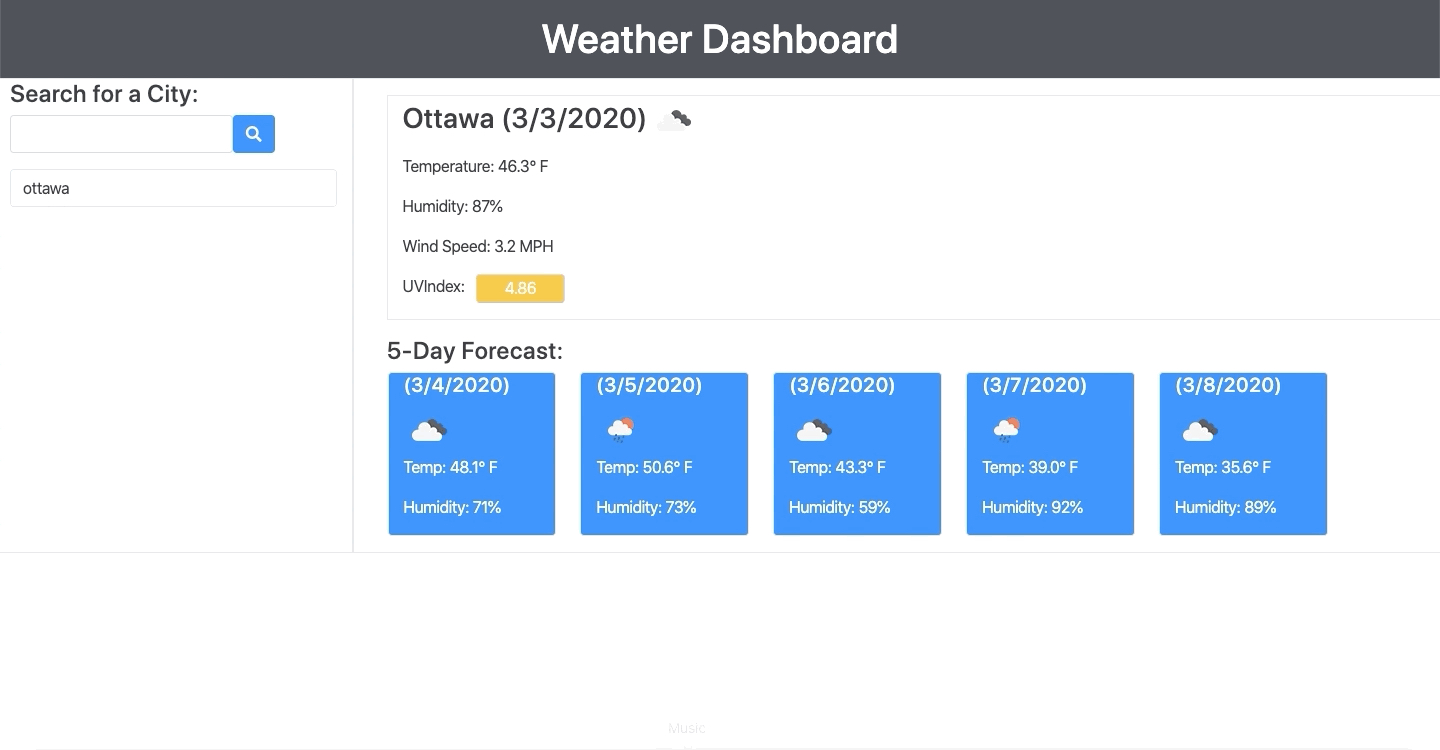 Weather Dashboard
Search for a City:
ottawa
Ottawa (3/3/2020)
Temperature: 46.3° F
Humidity: 87%
Wind Speed: 3.2 MPH
UVIndex: 4.86
5-Day Forecast:
(3/4/2020)
Temp: 48.1° F
Humidity: 71%
(3/5/2020)
Temp: 50.6° F
Humidity: 73%
(3/6/2020)
Temp: 43.3° F
Humidity: 59%
(3/7/2020)
Temp: 39.0° F
Humidity: 92%
(3/8/2020)
Temp: 35.6° F
Humidity: 89%
Music